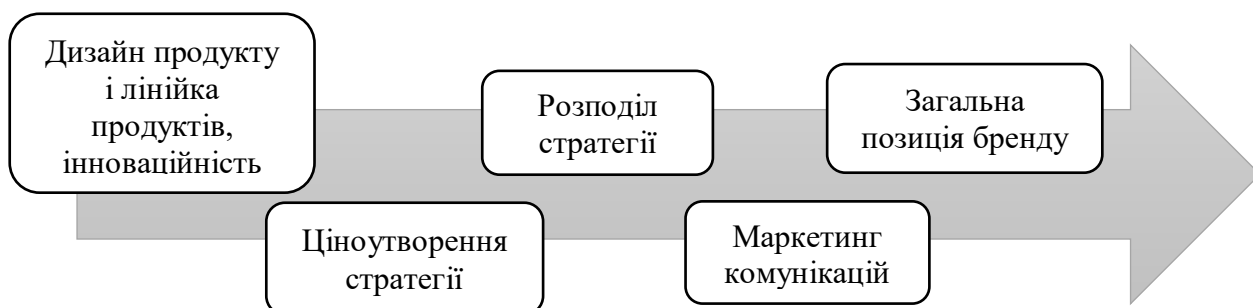 Дизайн продукту
і лінійка
продуктів,
інноваційність
Ціноутворення
стратегії
Розподіл
стратегії
Маркетинг
комунікацій
Загальна
позиція бренду